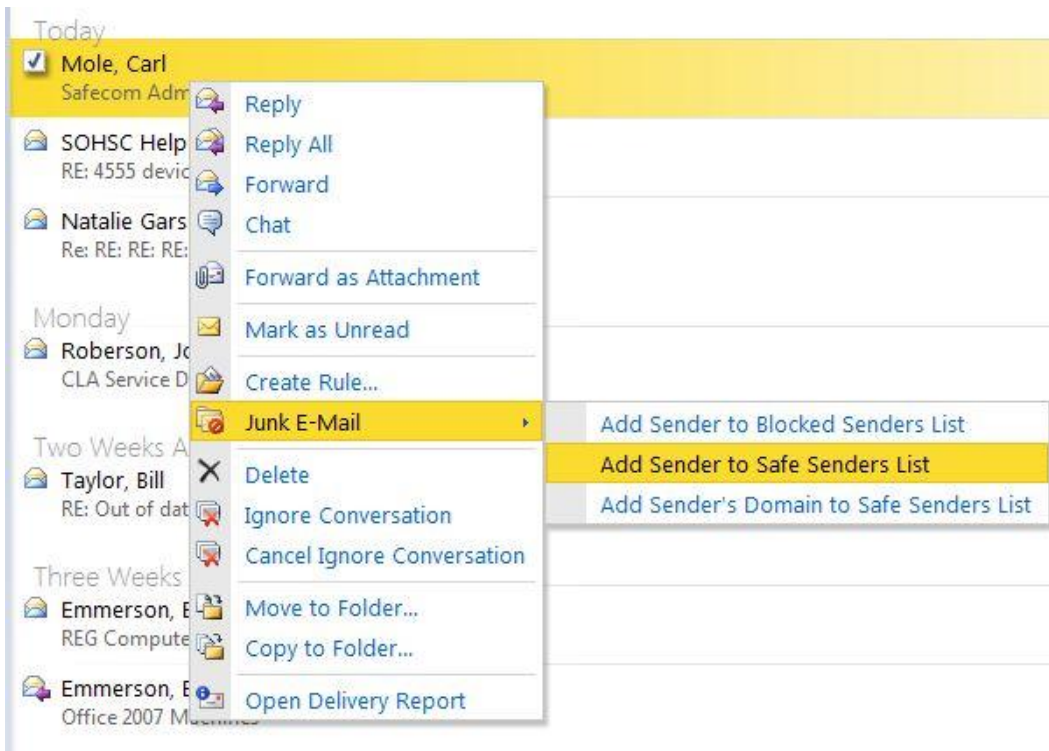 Today
Mole, Carl
Safecom Adm
SOHSC Help
RE: 4555 devic
Natalie Gars
Re: RE: RE: RE:
Monday
Roberson, Jo
CLA Service D
Two Weeks A
Taylor, Bill
RE: Out of dat
Three Weeks
Emmerson, E
REG Compute
Emmerson, E
Office 2007 Machines
Reply
Reply All
Forward
Chat
Forward as Attachment
Mark as Unread
Create Rule...
Junk E-Mail
Delete
Ignore Conversation
Cancel Ignore Conversation
Move to Folder...
Copy to Folder...
Open Delivery Report
Add Sender to Blocked Senders List
Add Sender to Safe Senders List
Add Sender's Domain to Safe Senders List